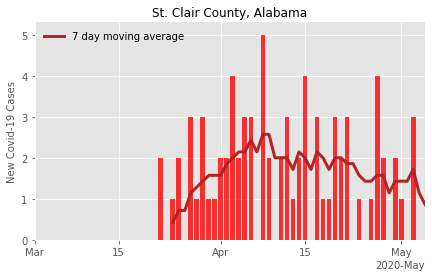 St. Clair County, Alabama
7 day moving average
New Covid-19 Cases
5
4
3
2
1
0
Mar 15 Apr 15 May
2020-May